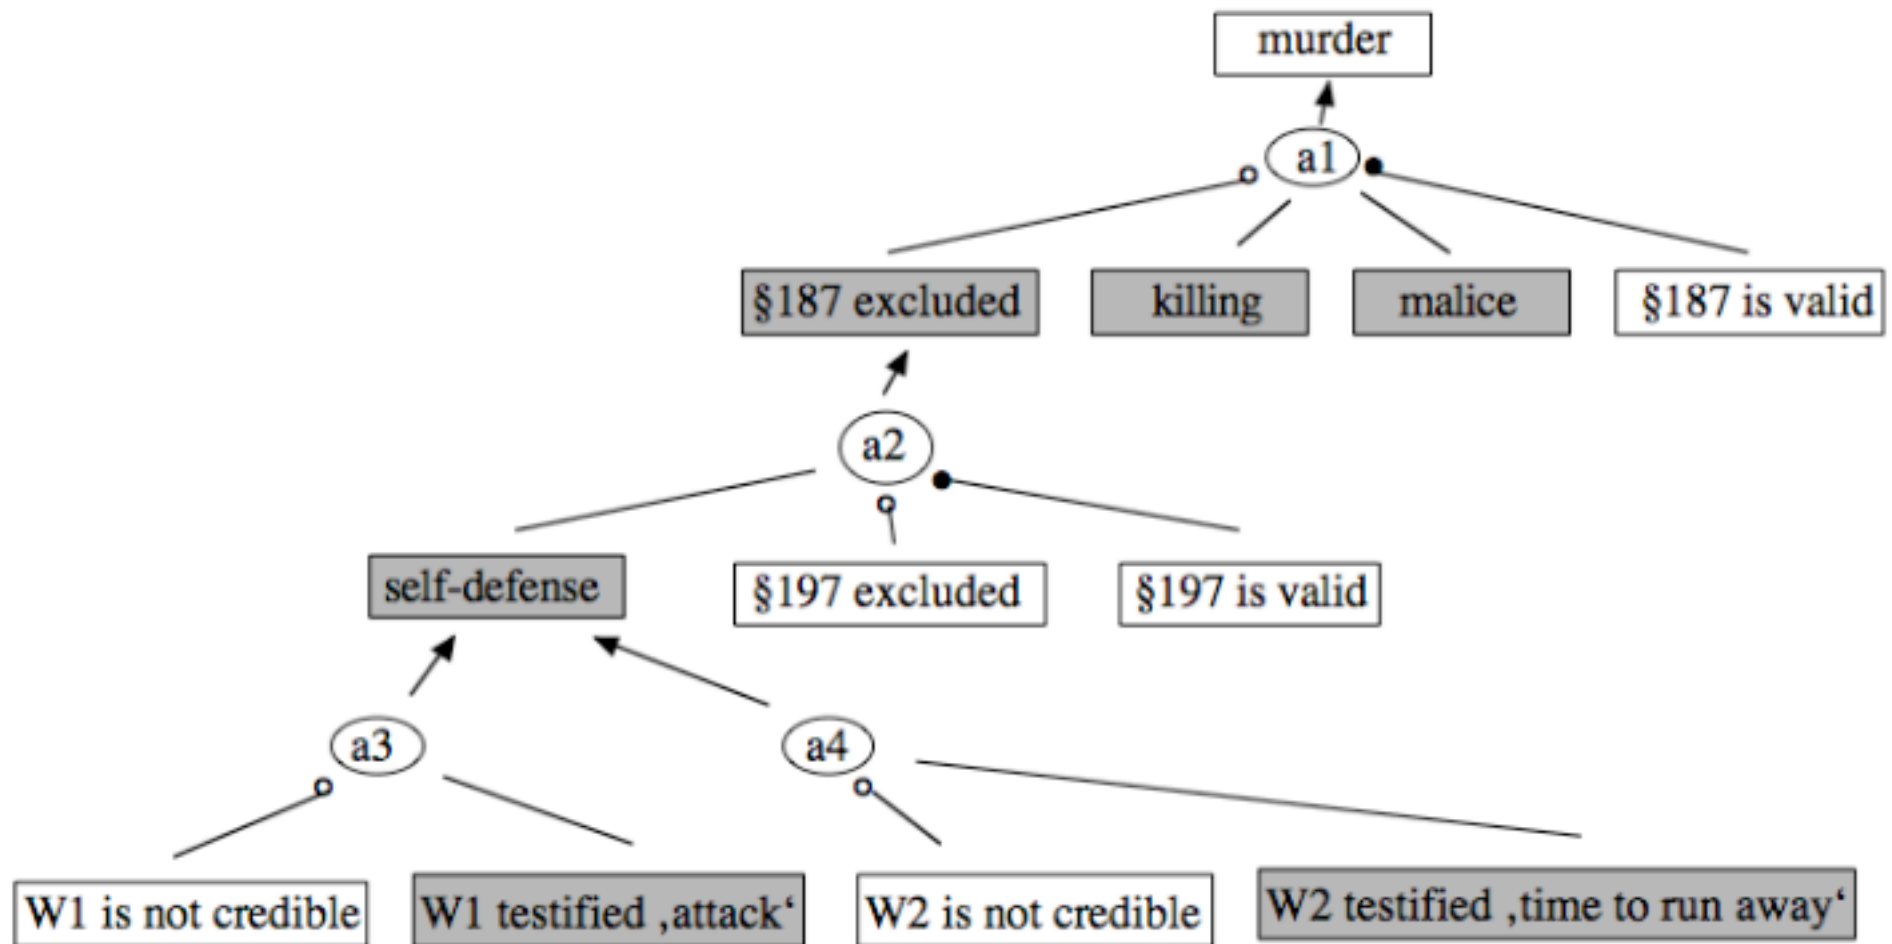 murder
a1
§187 excluded
killing
malice
§187 is valid
a2
self-defense
§197 excluded
§197 is valid
a3
a4
W1 is not credible
W1 testified ‚attack‘
W2 is not credible
W2 testified ‚time to run away‘